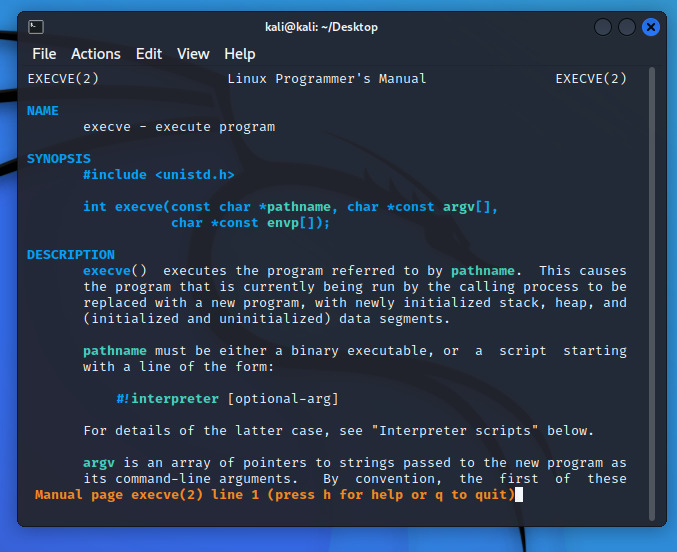 kali@kali: ~/Desktop
File Actions Edit View Help
EXECVE(2) Linux Programmer's Manual EXECVE(2)
NAME
execve - execute program
SYNOPSIS
#include <unistd.h>
int execve(const char *pathname, char *const argv[],
char *const envp[]);
DESCRIPTION
execve() executes the program referred to by pathname. This causes
the program that is currently being run by the calling process to be
replaced with a new program, with newly initialized stack, heap, and
(initialized and uninitialized) data segments.
pathname must be either a binary executable, or a script starting
with a line of the form:
#!interpreter [optional-arg]
For details of the latter case, see "Interpreter scripts" below.
argv is an array of pointers to strings passed to the new program as
its command-line arguments. By convention, the first of these
Manual page execve(2) line 1 (press h for help or q to quit)